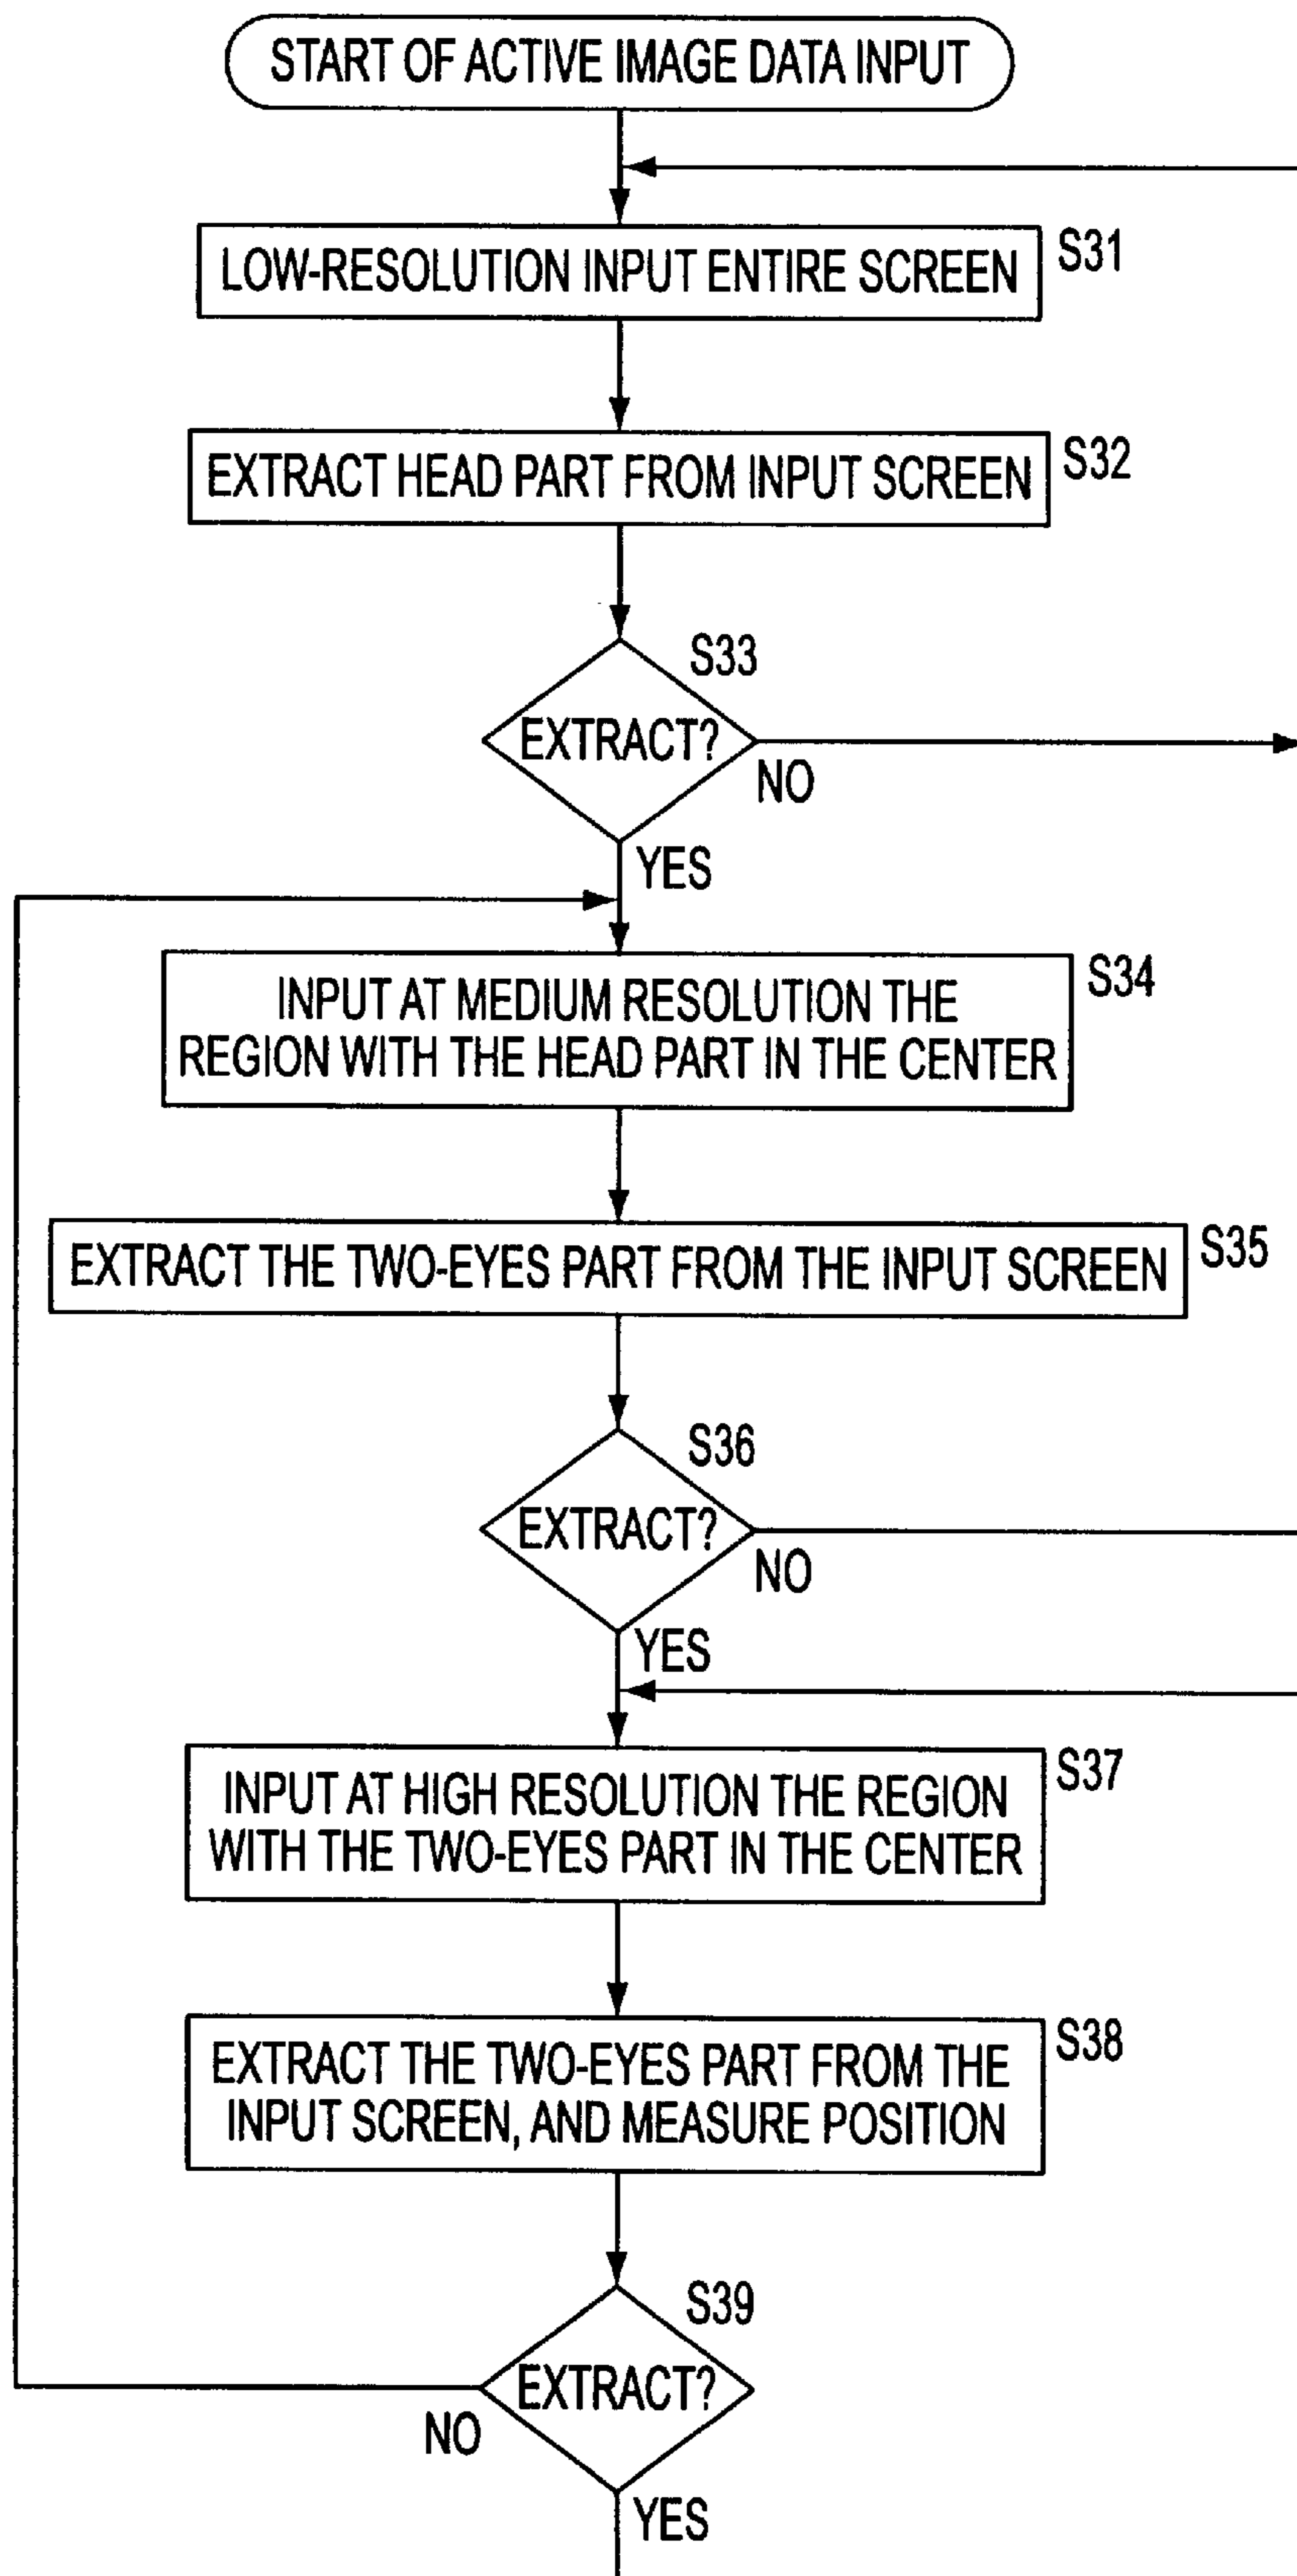 START OF ACTIVE IMAGE DATA INPUT
LOW-RESOLUTION INPUT ENTIRE SCREEN
S31
EXTRACT HEAD PART FROM INPUT SCREEN
S32
S33
EXTRACT?
NO
YES
S34
INPUT AT MEDIUM RESOLUTION THE
REGION WITH THE HEAD PART IN THE CENTER
EXTRACT THE TWO-EYES PART FROM THE INPUT SCREEN
S35
S36
EXTRACT?
NO
YES
S37
INPUT AT HIGH RESOLUTION THE REGION
WITH THE TWO-EYES PART IN THE CENTER
S38
EXTRACT THE TWO-EYES PART FROM THE
INPUT SCREEN, AND MEASURE POSITION
S39
EXTRACT?
NO
YES